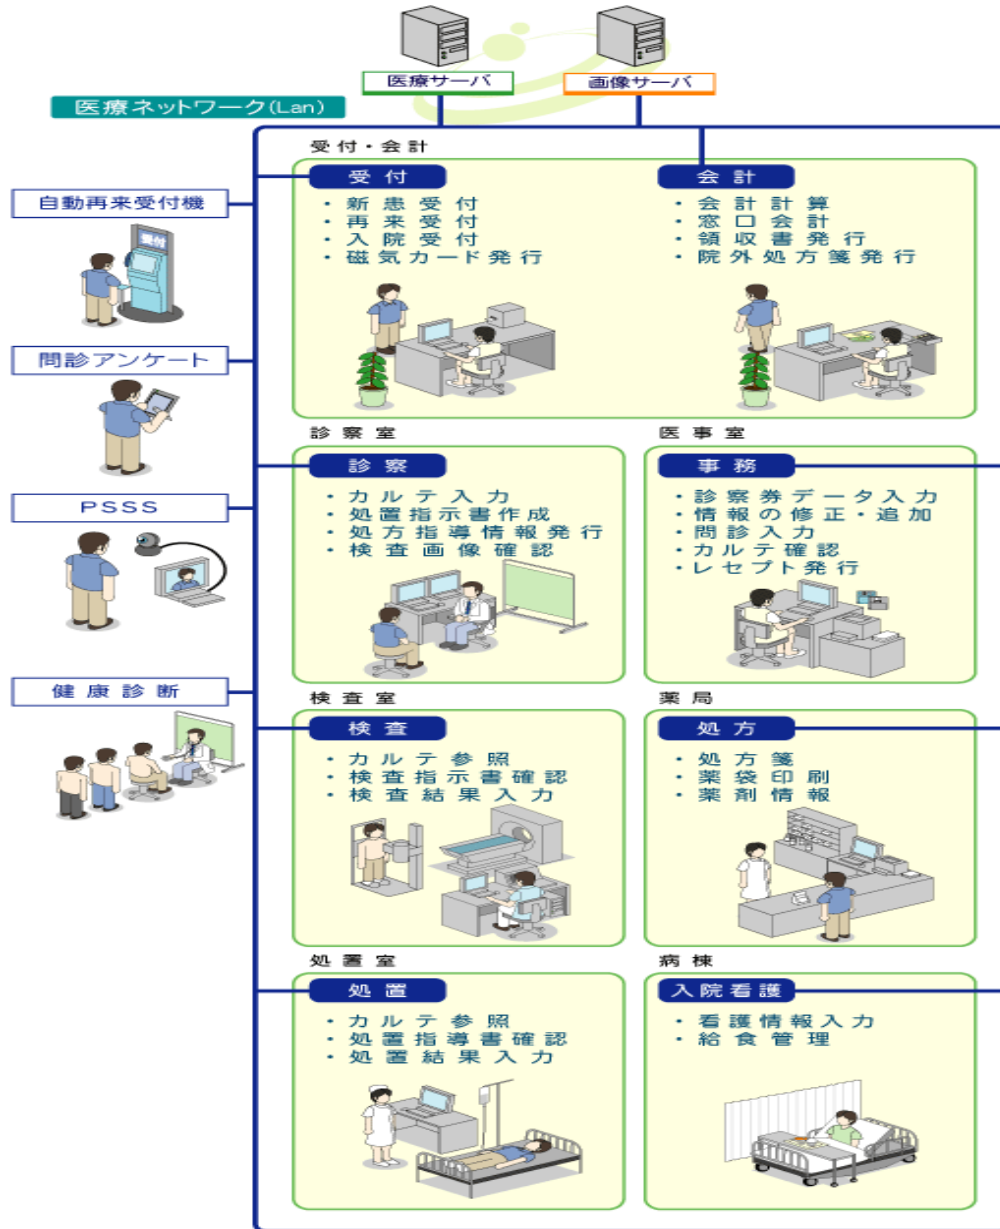 医療サーバ
画像サーバ
医療ネットワーク(Lan)
自動再来受付機
受付
問診アンケート
PSSS
健康診断
受付・会計
受付
・新患受付
・再来受付
・入院受付
・磁気カード発行
会計
・会計計算
・窓口会計
・領収書発行
・院外処方箋発行
診察室
診察
・カルテ入力
・処置指示書作成
・処方指導情報発行
・検査画像確認
医事室
事務
・診察券データ入力
・情報の修正・追加
・問診入力
・カルテ確認
・レセプト発行
検査室
検査
・カルテ参照
・検査指示書確認
・検査結果入力
薬局
処方
・処方箋
・薬袋印刷
・薬剤情報
処置室
処置
・カルテ参照
・処置指導書確認
・処置結果入力
病棟
入院看護
・看護情報入力
・給食管理